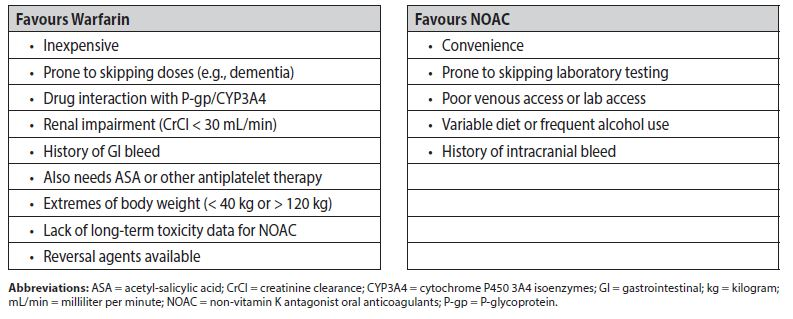 Favours Warfarin
• Inexpensive
• Prone to skipping doses (e.g., dementia)
• Drug interaction with P-gp/CYP3A4
• Renal impairment (CrCl < 30 mL/min)
• History of GI bleed
• Also needs ASA or other antiplatelet therapy
• Extremes of body weight (< 40 kg or > 120 kg)
• Lack of long-term toxicity data for NOAC
• Reversal agents available
Favours NOAC
• Convenience
• Prone to skipping laboratory testing
• Poor venous access or lab access
• Variable diet or frequent alcohol use
• History of intracranial bleed
Abbreviations: ASA = acetyl-salicylic acid; CrCl = creatinine clearance; CYP3A4 = cytochrome P450 3A4 isoenzymes; GI = gastrointestinal; kg = kilogram;
mL/min = milliliter per minute; NOAC = non-vitamin K antagonist oral anticoagulants; P-gp = P-glycoprotein.